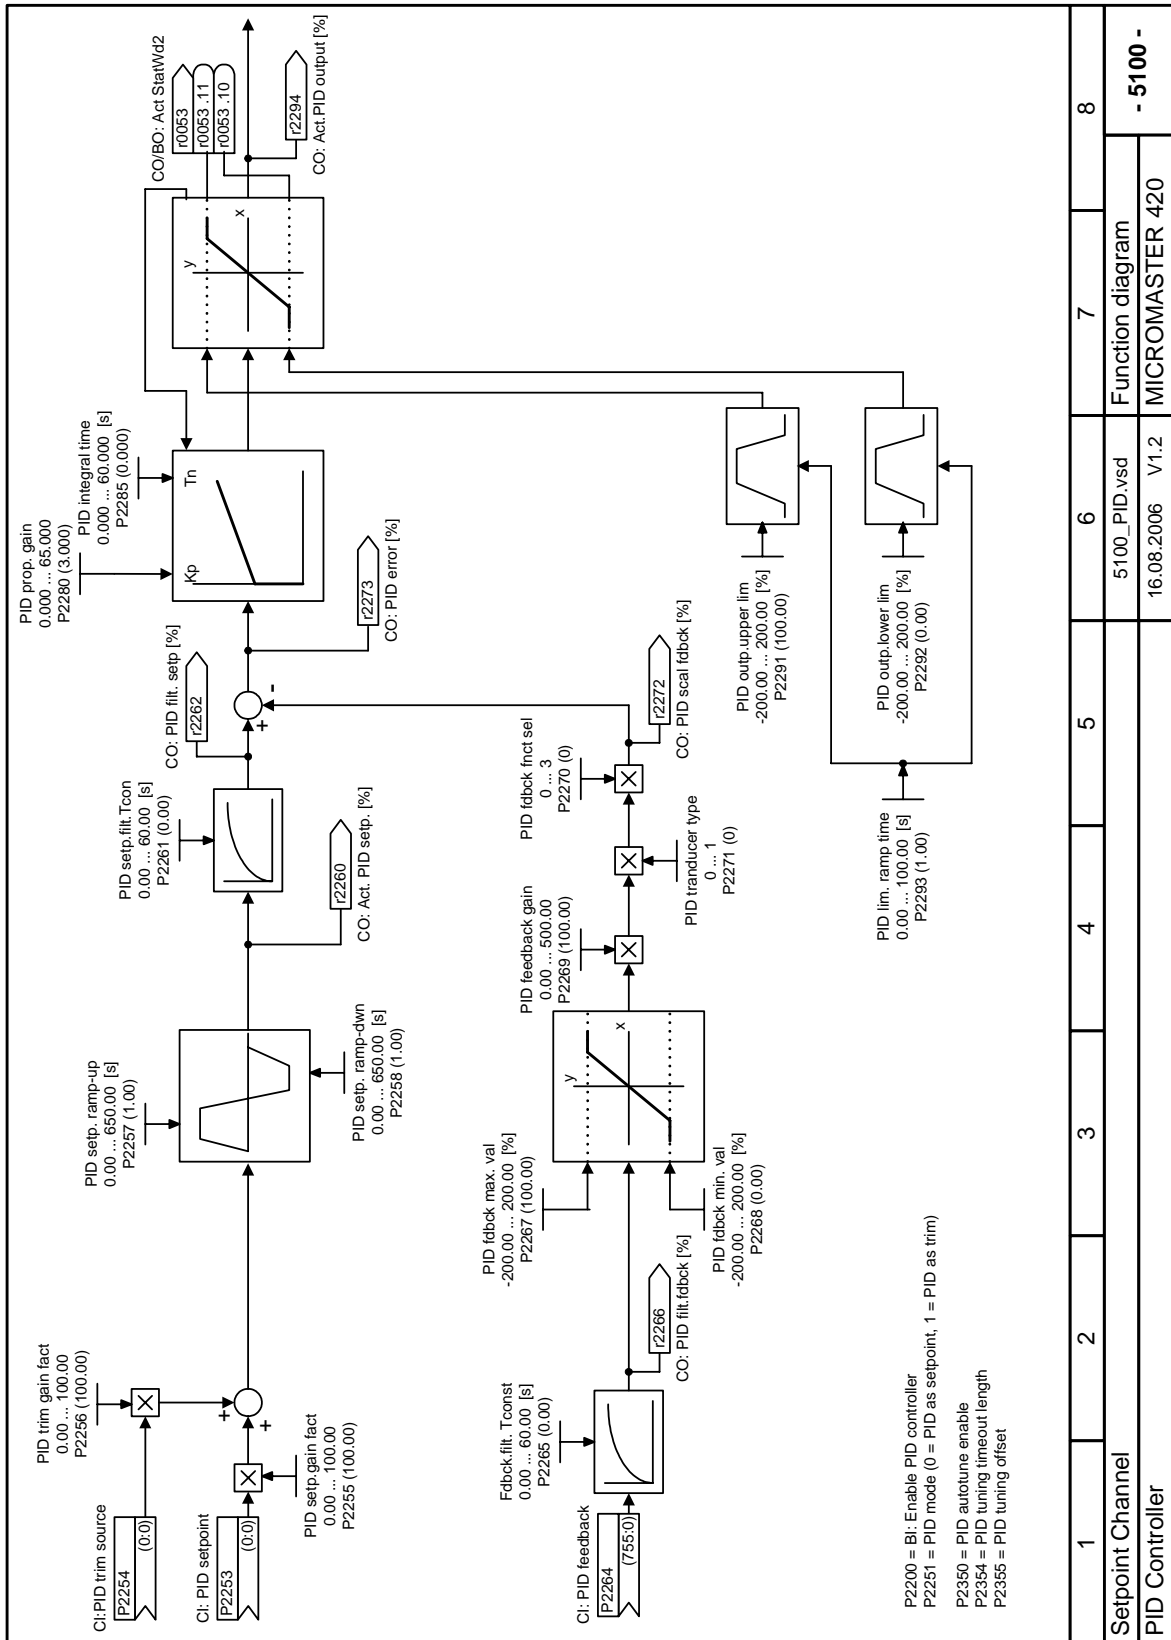 CI:PID trim source
P2254
(0:0)
PID trim gain fact
0.00 ... 100.00
P2256 (100.00)
CI: PID setpoint
P2253
(0:0)
PID setp.gain fact
0.00 ... 100.00
P2255 (100.00)
+
+
PID setp. ramp-up
0.00 ... 650.00 [s]
P2257 (1.00)
PID setp. ramp-dwn
0.00 ... 650.00 [s]
P2258 (1.00)
r2260
CO: Act. PID setp. [%]
PID setp.filt.Tcon
0.00 ... 60.00 [s]
P2261 (0.00)
CO: PID filt. setp [%]
r2262
+
-
r2273
CO: PID error [%]
PID prop. gain
0.000 ... 65.000
P2280 (3.000)
PID integral time
0.000 ... 60.000 [s]
P2285 (0.000)
Kp
Tn
y
x
CO/BO: Act StatWd2
r0053
r0053 .11
r0053 .10
r2294
CO: Act.PID output [%]
CI: PID feedback
P2264
(755:0)
Fdbck.filt. Tconst
0.00 ... 60.00 [s]
P2265 (0.00)
r2266
CO: PID filt.fdbck [%]
PID fdbck max. val
-200.00 ... 200.00 [%]
P2267 (100.00)
PID fdbck min. val
-200.00 ... 200.00 [%]
P2268 (0.00)
y
x
PID feedback gain
0.00 ... 500.00
P2269 (100.00)
PID tranducer type
0 ... 1
P2271 (0)
PID fdbck fnct sel
0 ... 3
P2270 (0)
r2272
CO: PID scal fdbck [%]
PID outp.upper lim
-200.00 ... 200.00 [%]
P2291 (100.00)
PID outp.lower lim
-200.00 ... 200.00 [%]
P2292 (0.00)
PID lim. ramp time
0.00 ... 100.00 [s]
P2293 (1.00)
P2200 = BI: Enable PID controller
P2251 = PID mode (0 = PID as setpoint, 1 = PID as trim)
P2350 = PID autotune enable
P2354 = PID tuning timeout length
P2355 = PID tuning offset
1 2 3 4 5 6 7 8
Setpoint Channel
5100_PID.vsd
Function diagram
- 5100 -
PID Controller
16.08.2006 V1.2
MICROMASTER 420